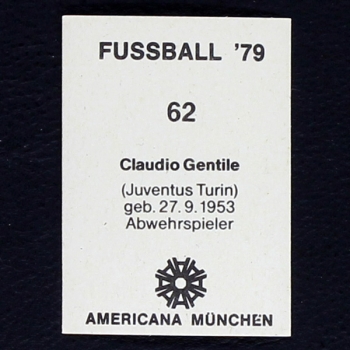 FUSSBALL '79
62
Claudio Gentile
(Juventus Turin)
geb. 27. 9. 1953
Abwehrspieler
AMERICANA MÜNCHEN